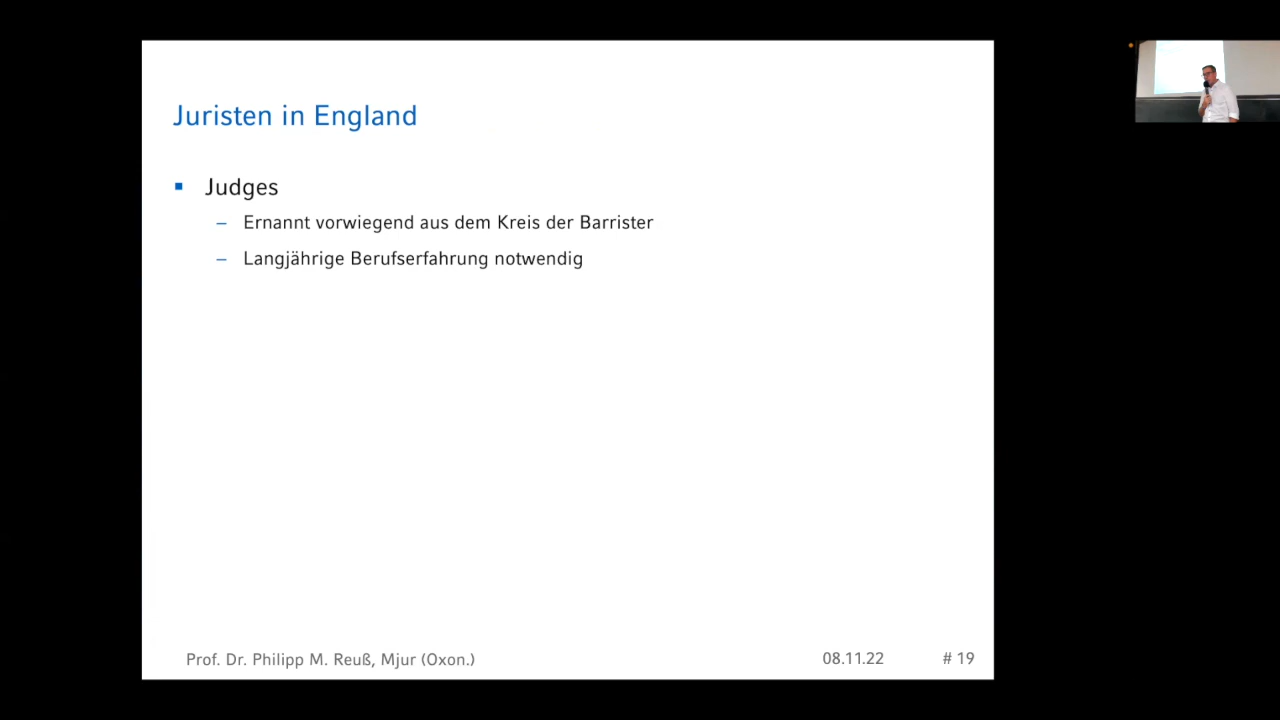 Juristen in England
▪ Judges
– Ernannt vorwiegend aus dem Kreis der Barrister
– Langjährige Berufserfahrung notwendig
Prof. Dr. Philipp M. Reuß, Mjur (Oxon.)
08.11.22
# 19